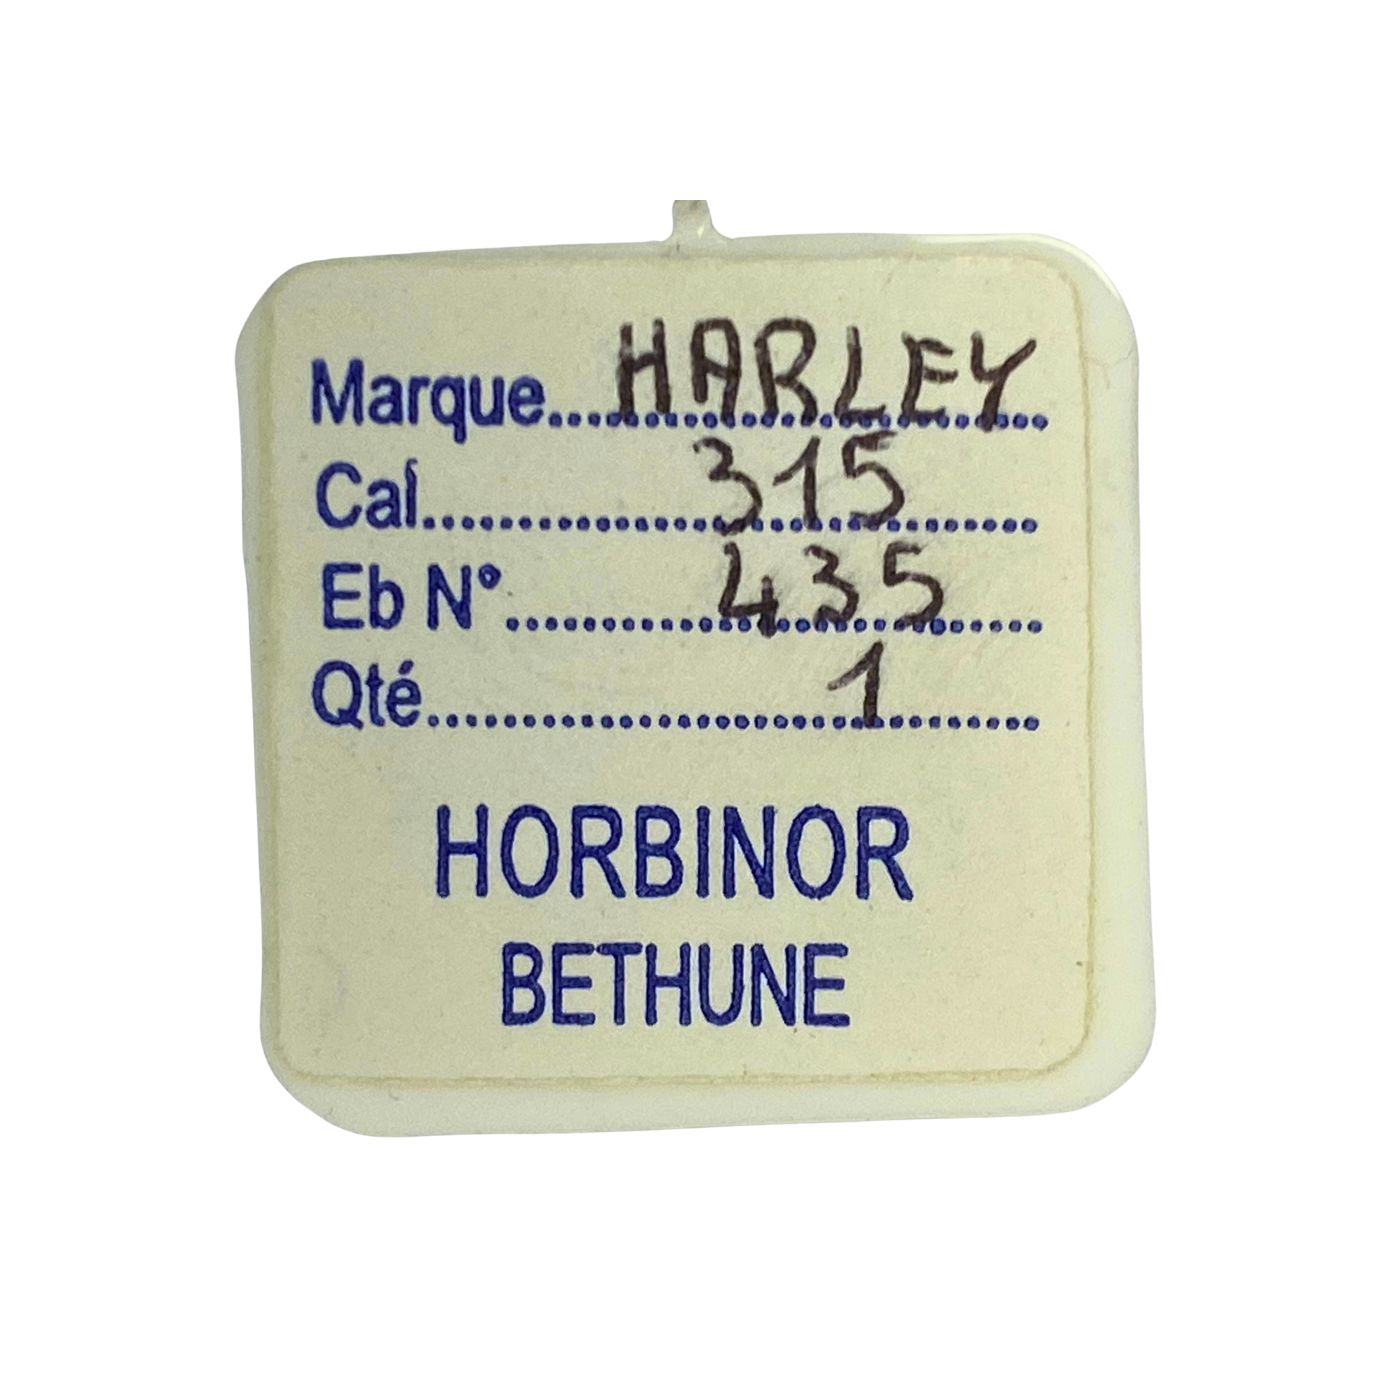 Marque.....HARLEY
Cal..........315
Eb N°........435
Qté..........1
HORBINOR
BETHUNE